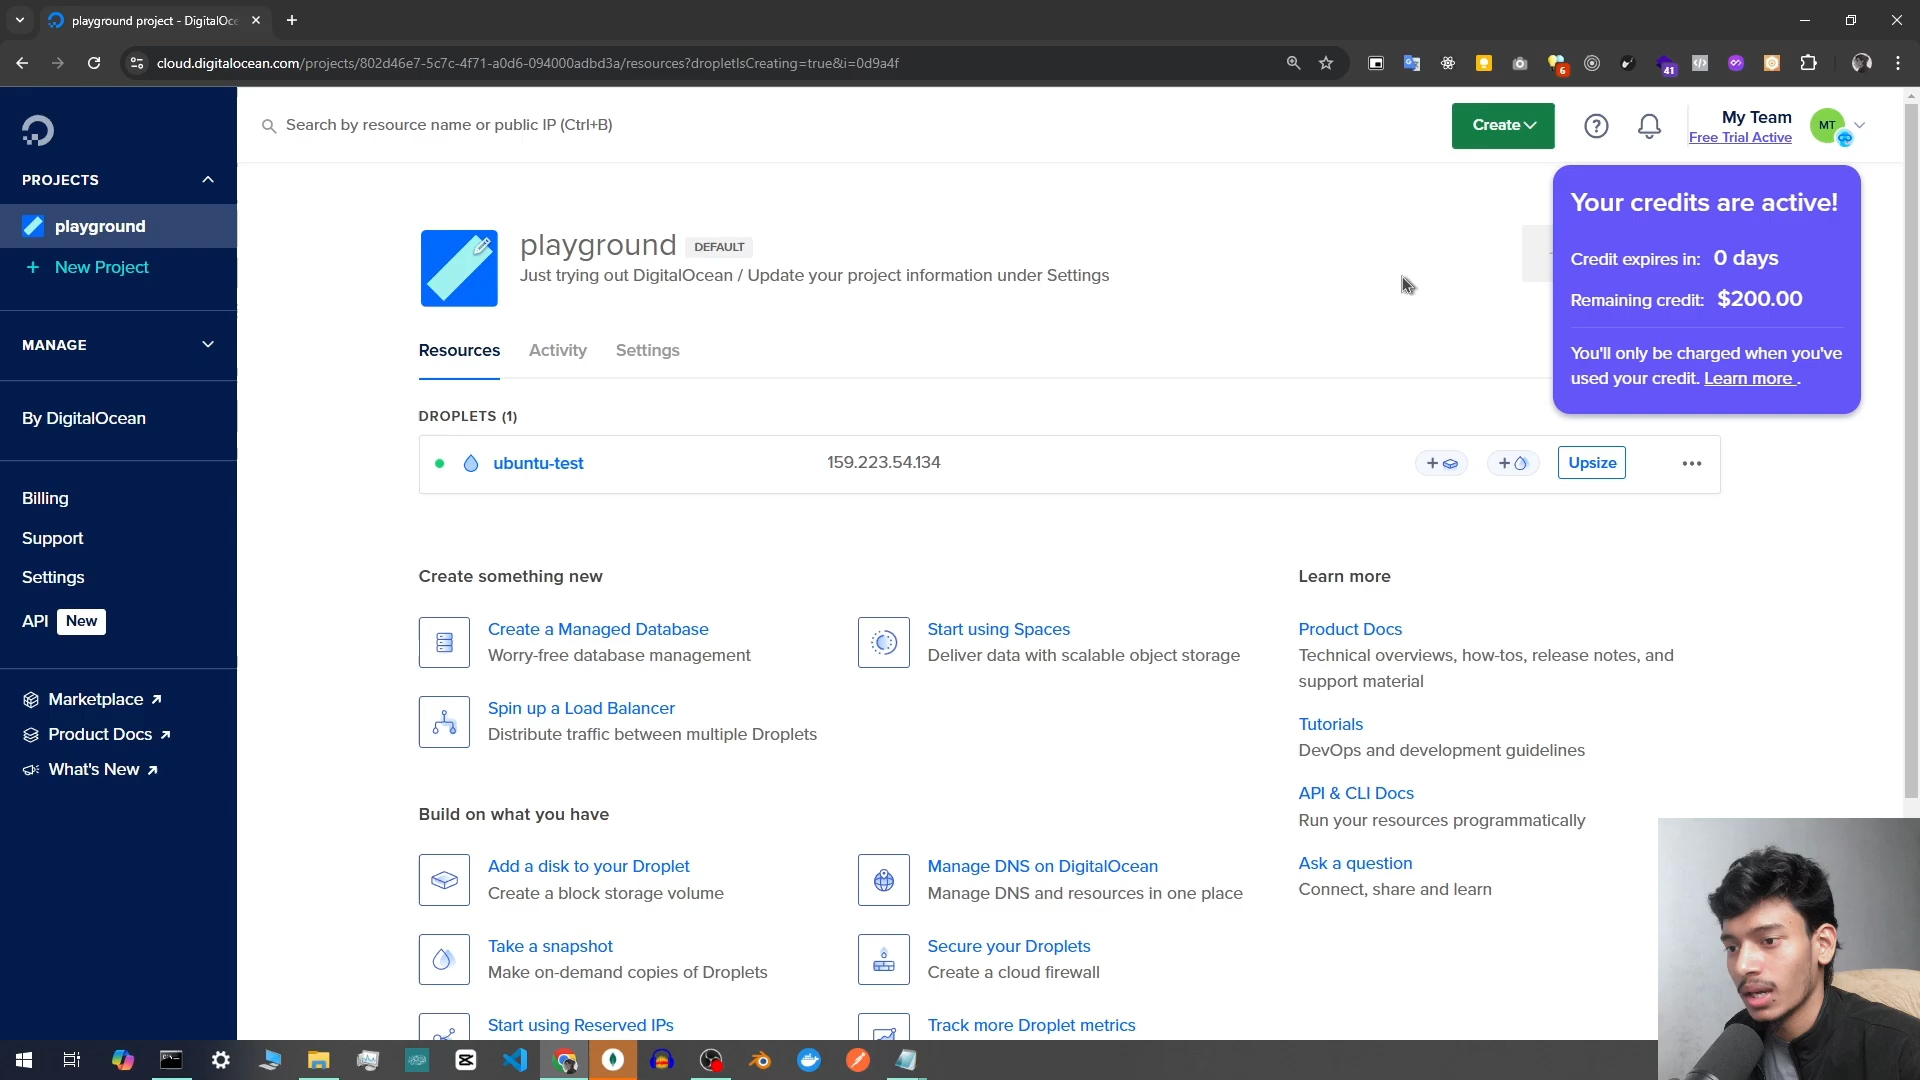 playground project - DigitalOce
cloud.digitalocean.com/projects/802d46e7-5c7c-4f71-a0d6-094000adbd3a/resources?dropletIsCreating=true&i=0d9a4f
6
41
Search by resource name or public IP (Ctrl+B)
Create
My Team
Free Trial Active
MT
PROJECTS
playground
New Project
MANAGE
By DigitalOcean
Billing
Support
Settings
API New
Marketplace
Product Docs
What's New
playground DEFAULT
Just trying out DigitalOcean / Update your project information under Settings
Your credits are active!
Credit expires in: 0 days
Remaining credit: $200.00
You'll only be charged when you've
used your credit. Learn more .
Resources Activity Settings
DROPLETS (1)
ubuntu-test 159.223.54.134 Upsize
Create something new
Create a Managed Database
Worry-free database management
Start using Spaces
Deliver data with scalable object storage
Spin up a Load Balancer
Distribute traffic between multiple Droplets
Learn more
Product Docs
Technical overviews, how-tos, release notes, and
support material
Tutorials
DevOps and development guidelines
API & CLI Docs
Run your resources programmatically
Ask a question
Connect, share and learn
Build on what you have
Add a disk to your Droplet
Create a block storage volume
Manage DNS on DigitalOcean
Manage DNS and resources in one place
Take a snapshot
Make on-demand copies of Droplets
Secure your Droplets
Create a cloud firewall
Start using Reserved IPs
Track more Droplet metrics